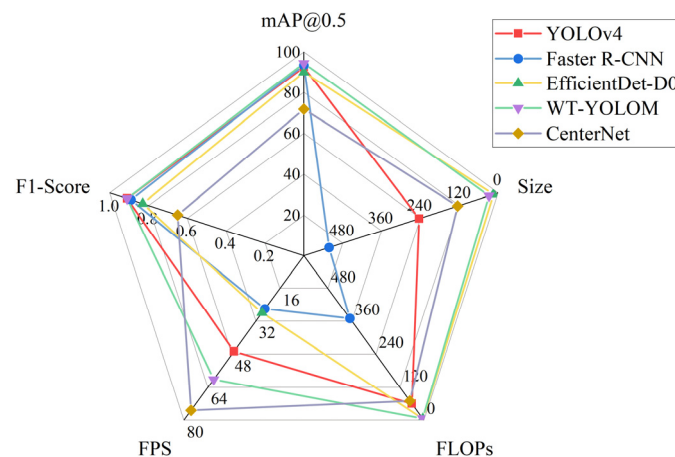 mAP@0.5
100
80
60
40
20
YOLOv4
Faster R-CNN
EfficientDet-D0
WT-YOLOM
CenterNet
Size
0
120
240
360
480
F1-Score
1.0
0.8
0.6
0.4
0.2
480
360
240
120
0
FLOPs
16
32
48
64
80
FPS